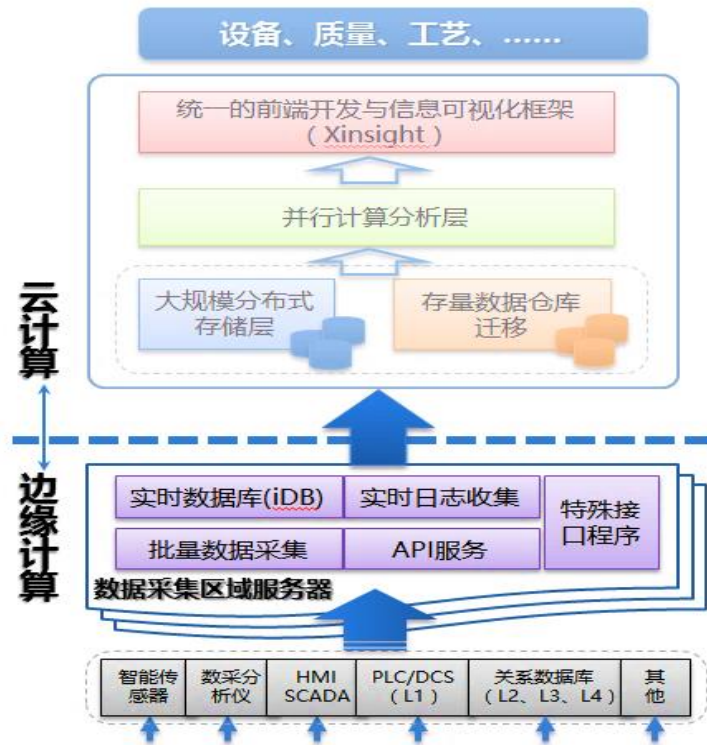 设备、质量、工艺、……
统一的前端开发与信息可视化框架
（Xinsight）
并行计算分析层
大规模分布式
存储层
存量数据仓库
迁移
云计算
边缘计算
实时数据库(iDB)
实时日志收集
特殊接
口程序
批量数据采集
API服务
数据采集区域服务器
智能传
感器
数采分
析仪
HMI
SCADA
PLC/DCS
（L1）
关系数据库
（L2、L3、L4）
其
他